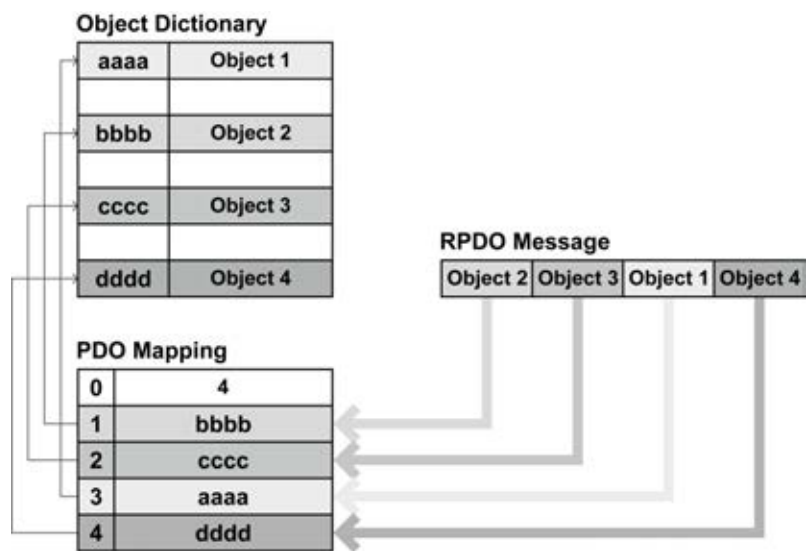 Object Dictionary
aaaa Object 1
bbbb Object 2
cccc Object 3
dddd Object 4
RPDO Message
Object 2 Object 3 Object 1 Object 4
PDO Mapping
0 4
1 bbbb
2 cccc
3 aaaa
4 dddd